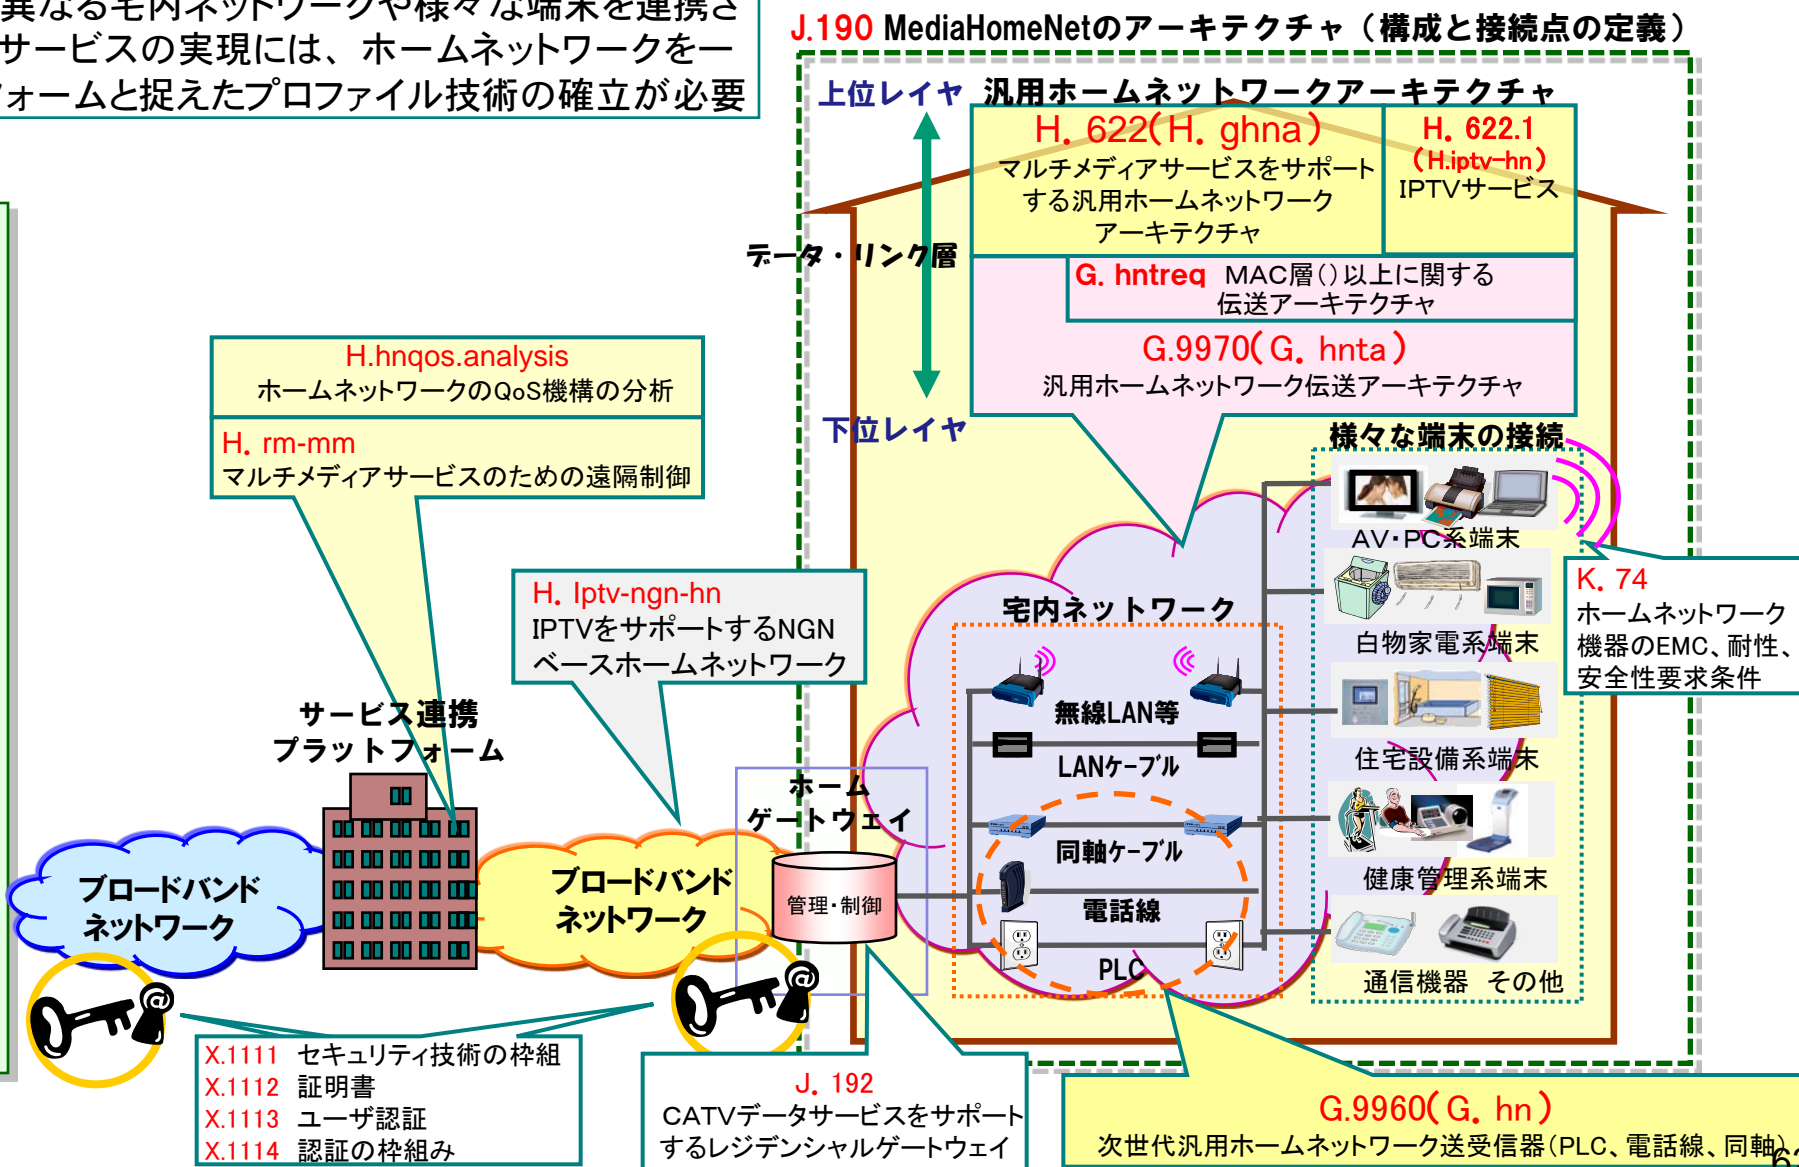 異なる宅内ネットワークや様々な端末を連携さ
サービスの実現には、ホームネットワークを一
フォームと捉えたプロファイル技術の確立が必要
J.190 MediaHomeNetのアーキテクチャ（構成と接続点の定義）
上位レイヤ 汎用ホームネットワークアーキテクチャ
H. 622(H. ghna)
マルチメディアサービスをサポート
する汎用ホームネットワーク
アーキテクチャ
H. 622.1
(H.iptv-hn)
IPTVサービス
データ・リンク層
G. hntreq MAC層()以上に関する
伝送アーキテクチャ
G.9970(G. hnta)
汎用ホームネットワーク伝送アーキテクチャ
下位レイヤ
H.hnqos.analysis
ホームネットワークのQoS機構の分析
H. rm-mm
マルチメディアサービスのための遠隔制御
H. Iptv-ngn-hn
IPTVをサポートするNGN
ベースホームネットワーク
様々な端末の接続
AV・PC系端末
白物家電系端末
住宅設備系端末
健康管理系端末
通信機器 その他
K. 74
ホームネットワーク
機器のEMC、耐性、
安全性要求条件
宅内ネットワーク
無線LAN等
LANケーブル
同軸ケーブル
電話線
PLC
サービス連携
プラットフォーム
ホーム
ゲートウェイ
管理・制御
ブロードバンド
ネットワーク
ブロードバンド
ネットワーク
X.1111 セキュリティ技術の枠組
X.1112 証明書
X.1113 ユーザ認証
X.1114 認証の枠組み
J. 192
CATVデータサービスをサポート
するレジデンシャルゲートウェイ
G.9960(G. hn)
次世代汎用ホームネットワーク送受信器(PLC、電話線、同軸)